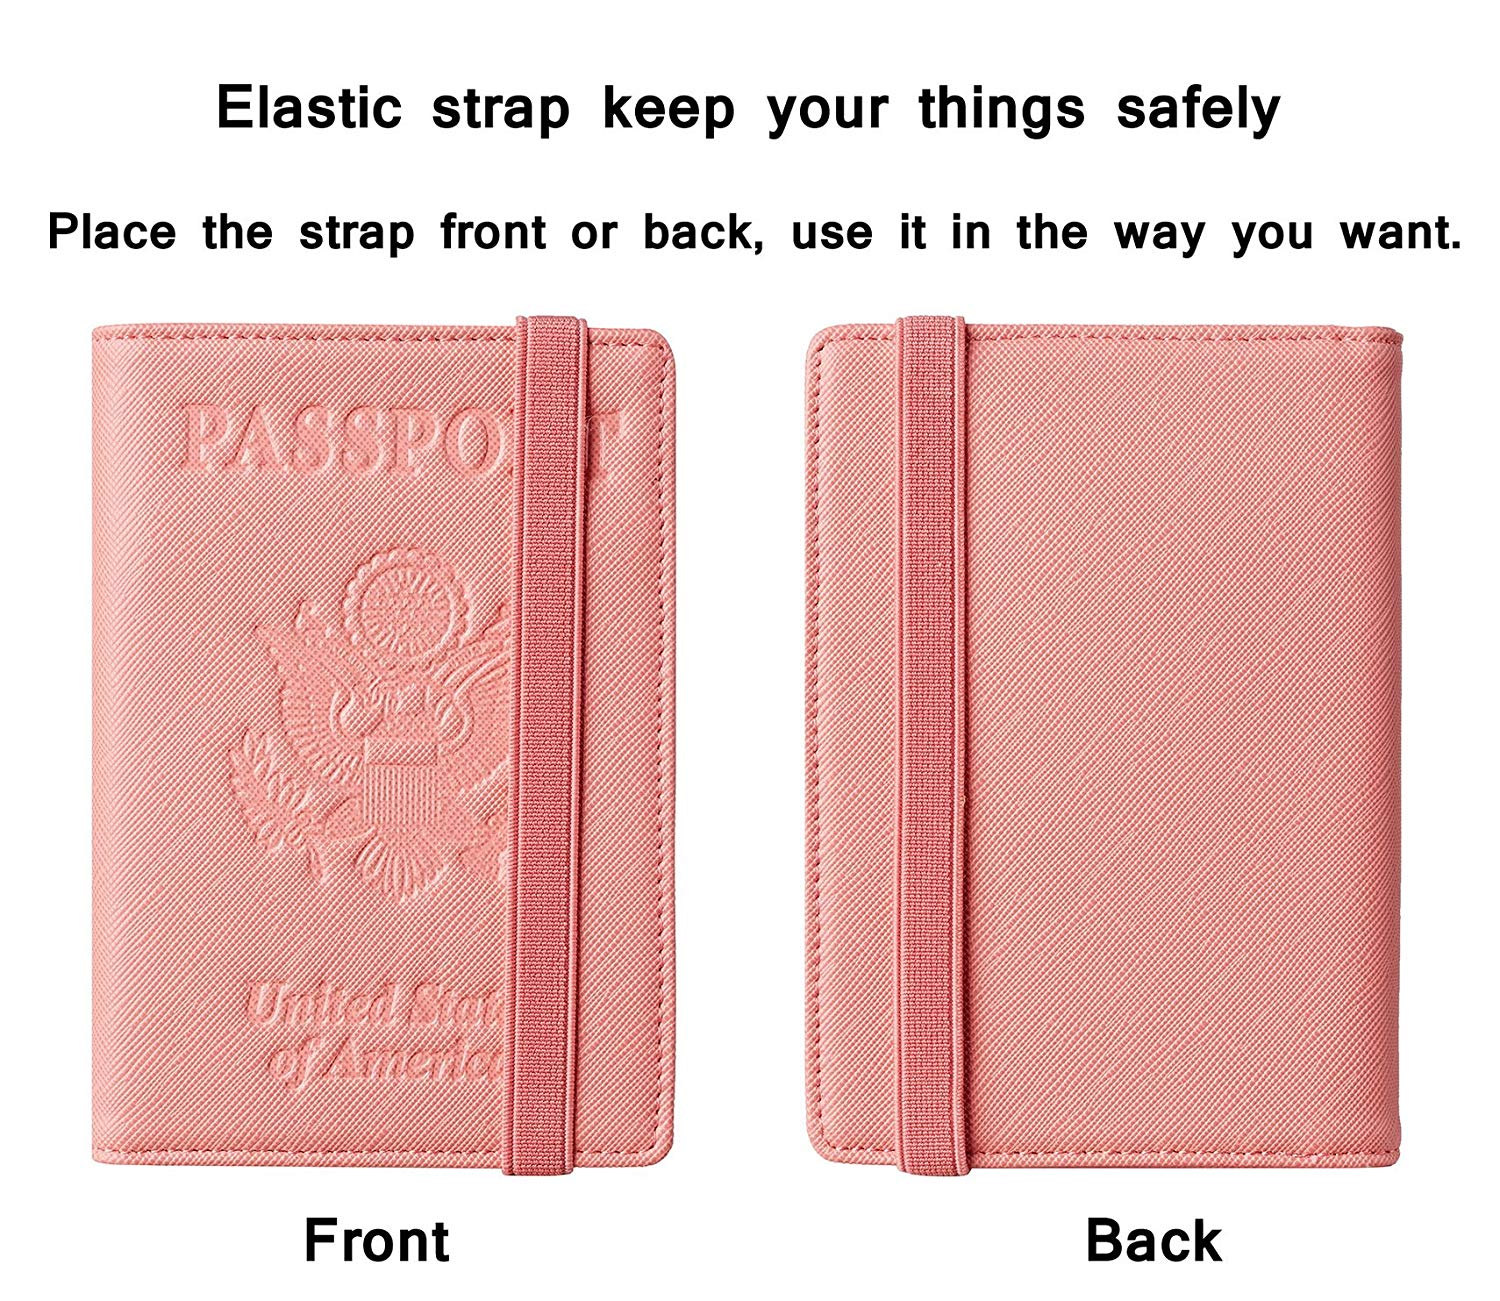 Elastic strap keep your things safely
Place the strap front or back, use it in the way you want.
PASSPO T
United Stat
of America
Front
Back